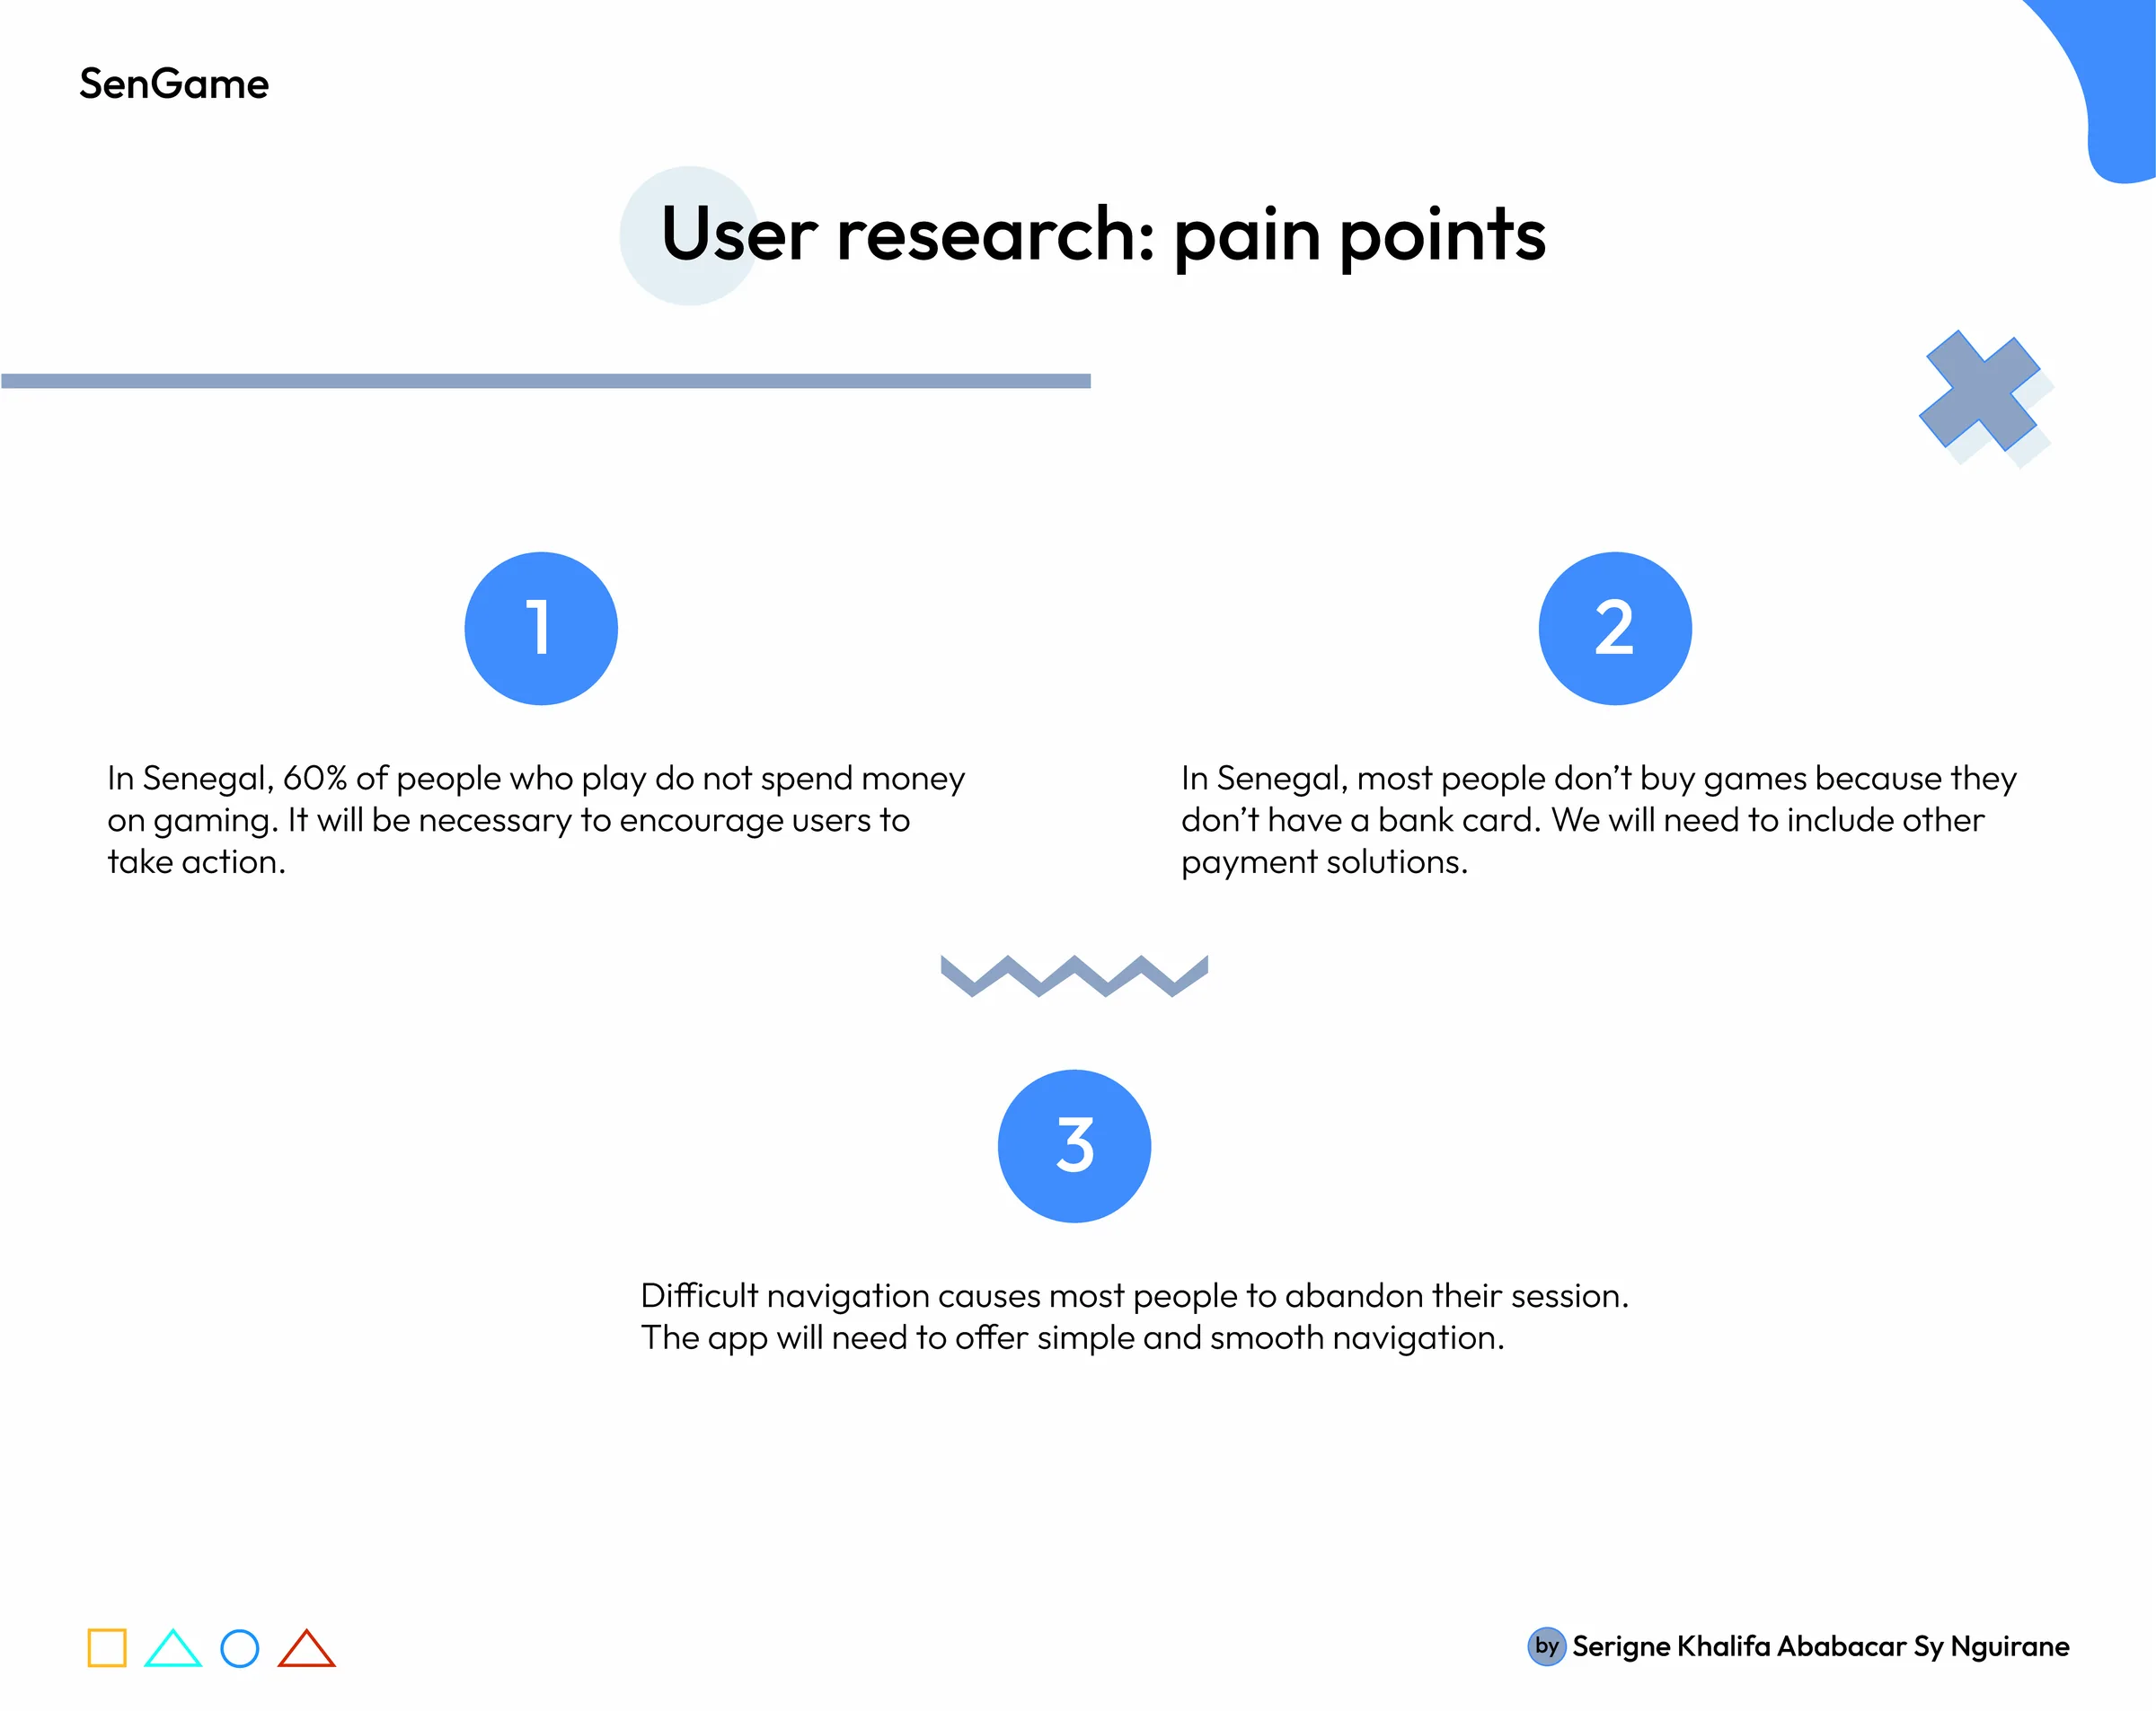 SenGame
User research: pain points
1
In Senegal, 60% of people who play do not spend money
on gaming. It will be necessary to encourage users to
take action.
2
In Senegal, most people don’t buy games because they
don’t have a bank card. We will need to include other
payment solutions.
3
Difficult navigation causes most people to abandon their session.
The app will need to offer simple and smooth navigation.
by Serigne Khalifa Ababacar Sy Nguirane